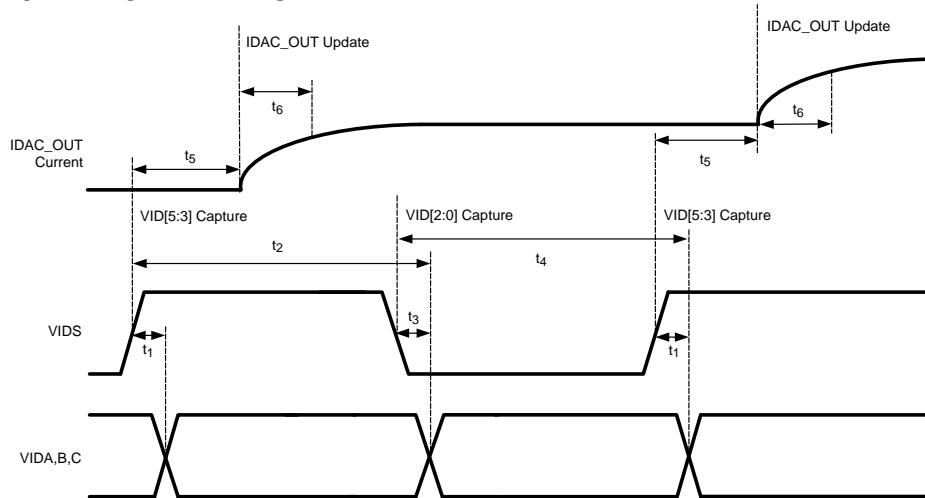 IDAC_OUT Update
IDAC_OUT Update
t6
t6
IDAC_OUT
Current
t5
t5
VID[5:3] Capture
VID[2:0] Capture
VID[5:3] Capture
t2
t4
VIDS
t1
t3
t1
VIDA,B,C